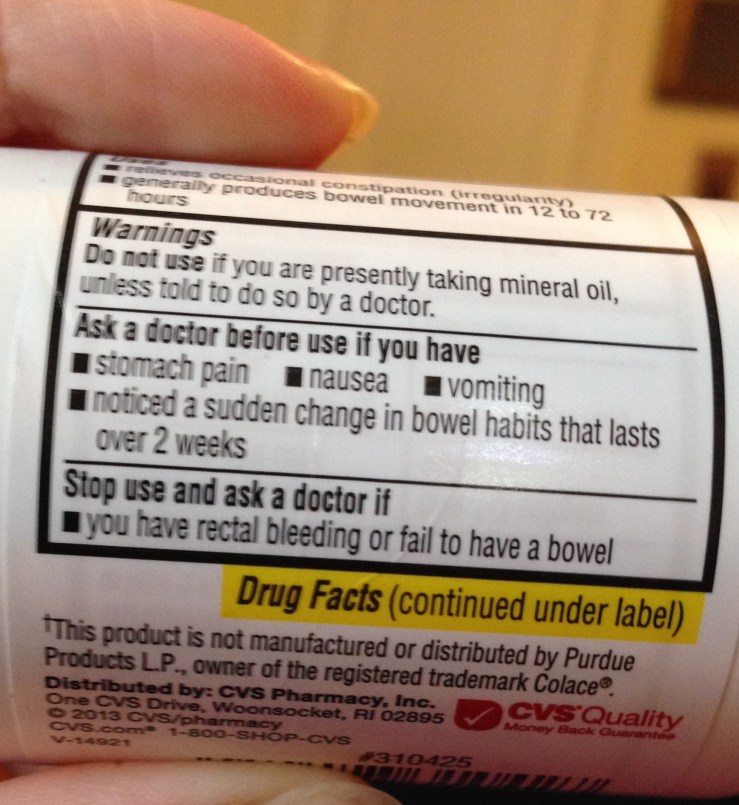 Uses
■ relieves occasional constipation (irregularity)
■ generally produces bowel movement in 12 to 72
hours
Warnings
Do not use if you are presently taking mineral oil,
unless told to do so by a doctor.
Ask a doctor before use if you have
■ stomach pain ■ nausea ■ vomiting
■ noticed a sudden change in bowel habits that lasts
over 2 weeks
Stop use and ask a doctor if
■ you have rectal bleeding or fail to have a bowel
Drug Facts (continued under label)
†This product is not manufactured or distributed by Purdue
Products L.P., owner of the registered trademark Colace®.
Distributed by: CVS Pharmacy, Inc.
One CVS Drive, Woonsocket, RI 02895
© 2013 CVS/pharmacy
CVS.com® 1-800-SHOP-CVS
V-14921
CVS® Quality
Money Back Guarantee
#310425